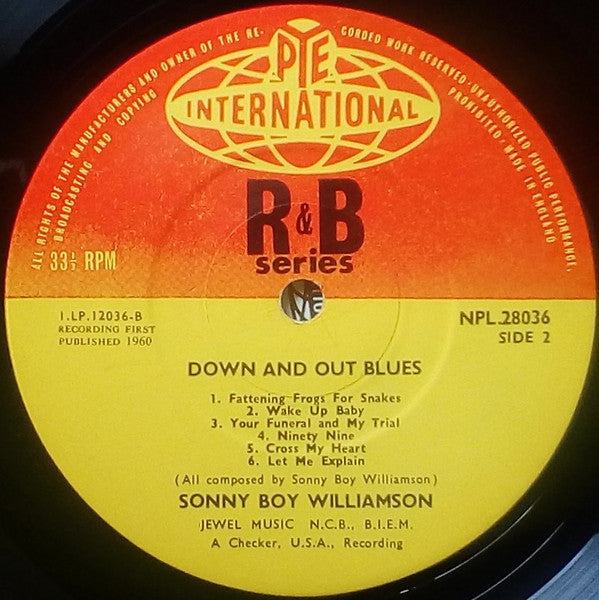 ALL RIGHTS OF THE MANUFACTURERS AND OWNER OF THE RE-CORDED WORK RESERVED·UNAUTHORIZED PUBLIC PERFORMANCE,
BROADCASTING AND COPYING PROHIBITED·MADE IN ENGLAND
PYE
INTERNATIONAL
R&B
series
33⅓ RPM
1.LP.12036-B
RECORDING FIRST
PUBLISHED 1960
NPL.28036
SIDE 2
DOWN AND OUT BLUES
1. Fattening Frogs For Snakes
2. Wake Up Baby
3. Your Funeral and My Trial
4. Ninety Nine
5. Cross My Heart
6. Let Me Explain
(All composed by Sonny Boy Williamson)
SONNY BOY WILLIAMSON
JEWEL MUSIC N.C.B., B.I.E.M.
A Checker, U.S.A., Recording